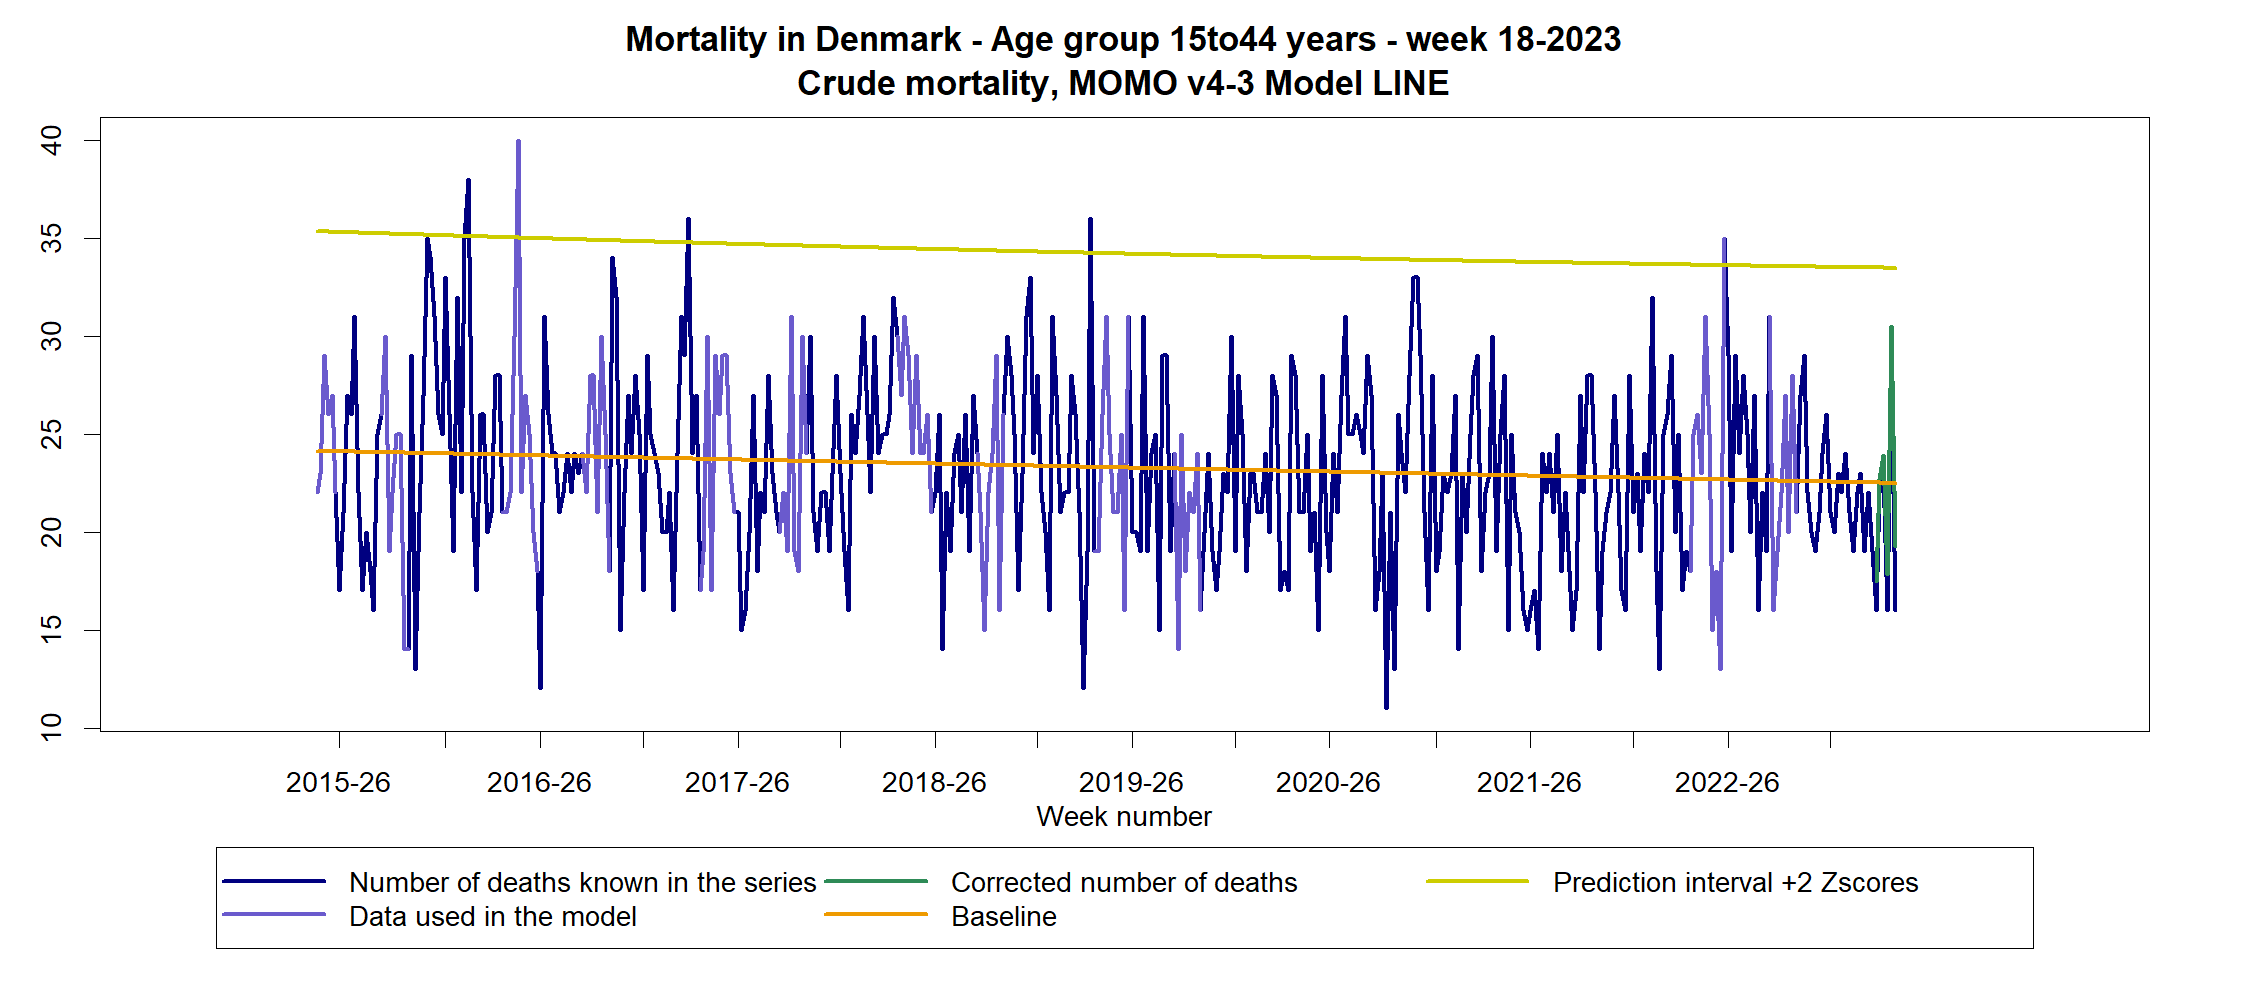 Mortality in Denmark - Age group 15to44 years - week 18-2023
Crude mortality, MOMO v4-3 Model LINE
40
35
30
25
20
15
10
2015-26 2016-26 2017-26 2018-26 2019-26 2020-26 2021-26 2022-26
Week number
Number of deaths known in the series Corrected number of deaths Prediction interval +2 Zscores
Data used in the model Baseline